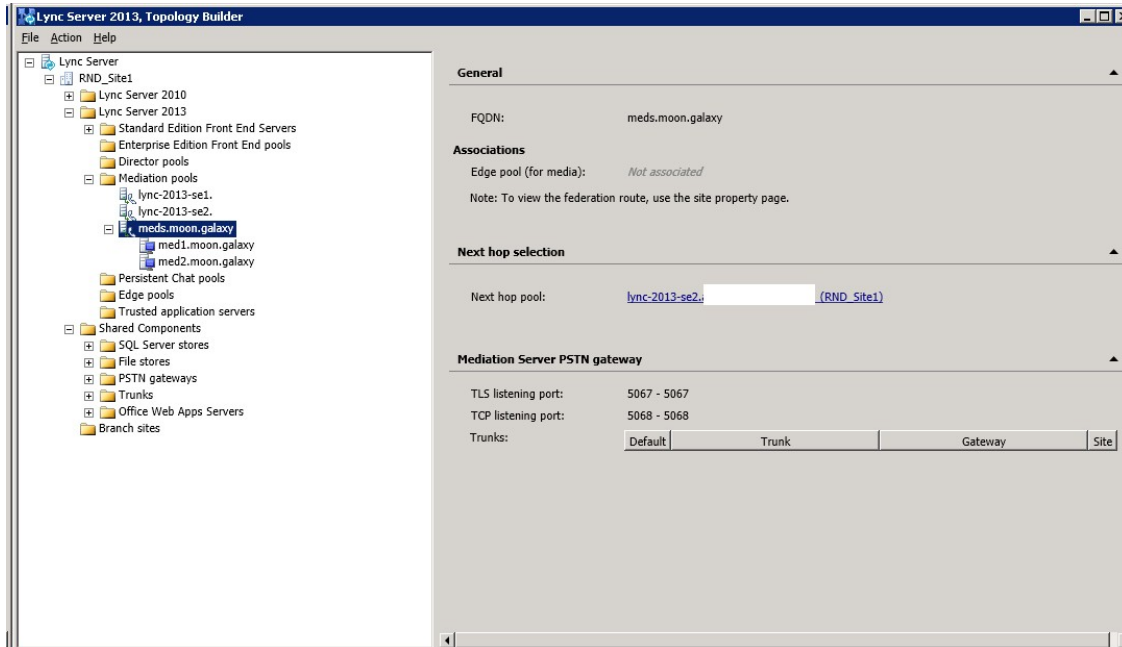 Lync Server 2013, Topology Builder
File Action Help
Lync Server
RND_Site1
Lync Server 2010
Lync Server 2013
Standard Edition Front End Servers
Enterprise Edition Front End pools
Director pools
Mediation pools
lync-2013-se1.
lync-2013-se2.
meds.moon.galaxy
med1.moon.galaxy
med2.moon.galaxy
Persistent Chat pools
Edge pools
Trusted application servers
Shared Components
SQL Server stores
File stores
PSTN gateways
Trunks
Office Web Apps Servers
Branch sites
General
FQDN: meds.moon.galaxy
Associations
Edge pool (for media): Not associated
Note: To view the federation route, use the site property page.
Next hop selection
Next hop pool: lync-2013-se2. (RND_Site1)
Mediation Server PSTN gateway
TLS listening port: 5067 - 5067
TCP listening port: 5068 - 5068
Trunks: Default Trunk Gateway Site